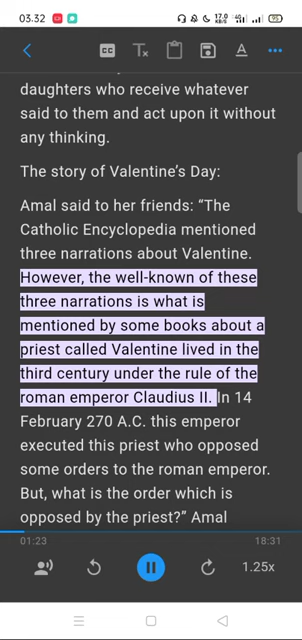 03.32
17.0
KB/S
CC
daughters who receive whatever
said to them and act upon it without
any thinking.
The story of Valentine's Day:
Amal said to her friends: “The
Catholic Encyclopedia mentioned
three narrations about Valentine.
However, the well-known of these
three narrations is what is
mentioned by some books about a
priest called Valentine lived in the
third century under the rule of the
roman emperor Claudius II. In 14
February 270 A.C. this emperor
executed this priest who opposed
some orders to the roman emperor.
But, what is the order which is
opposed by the priest?” Amal
01:23
18:31
1.25x